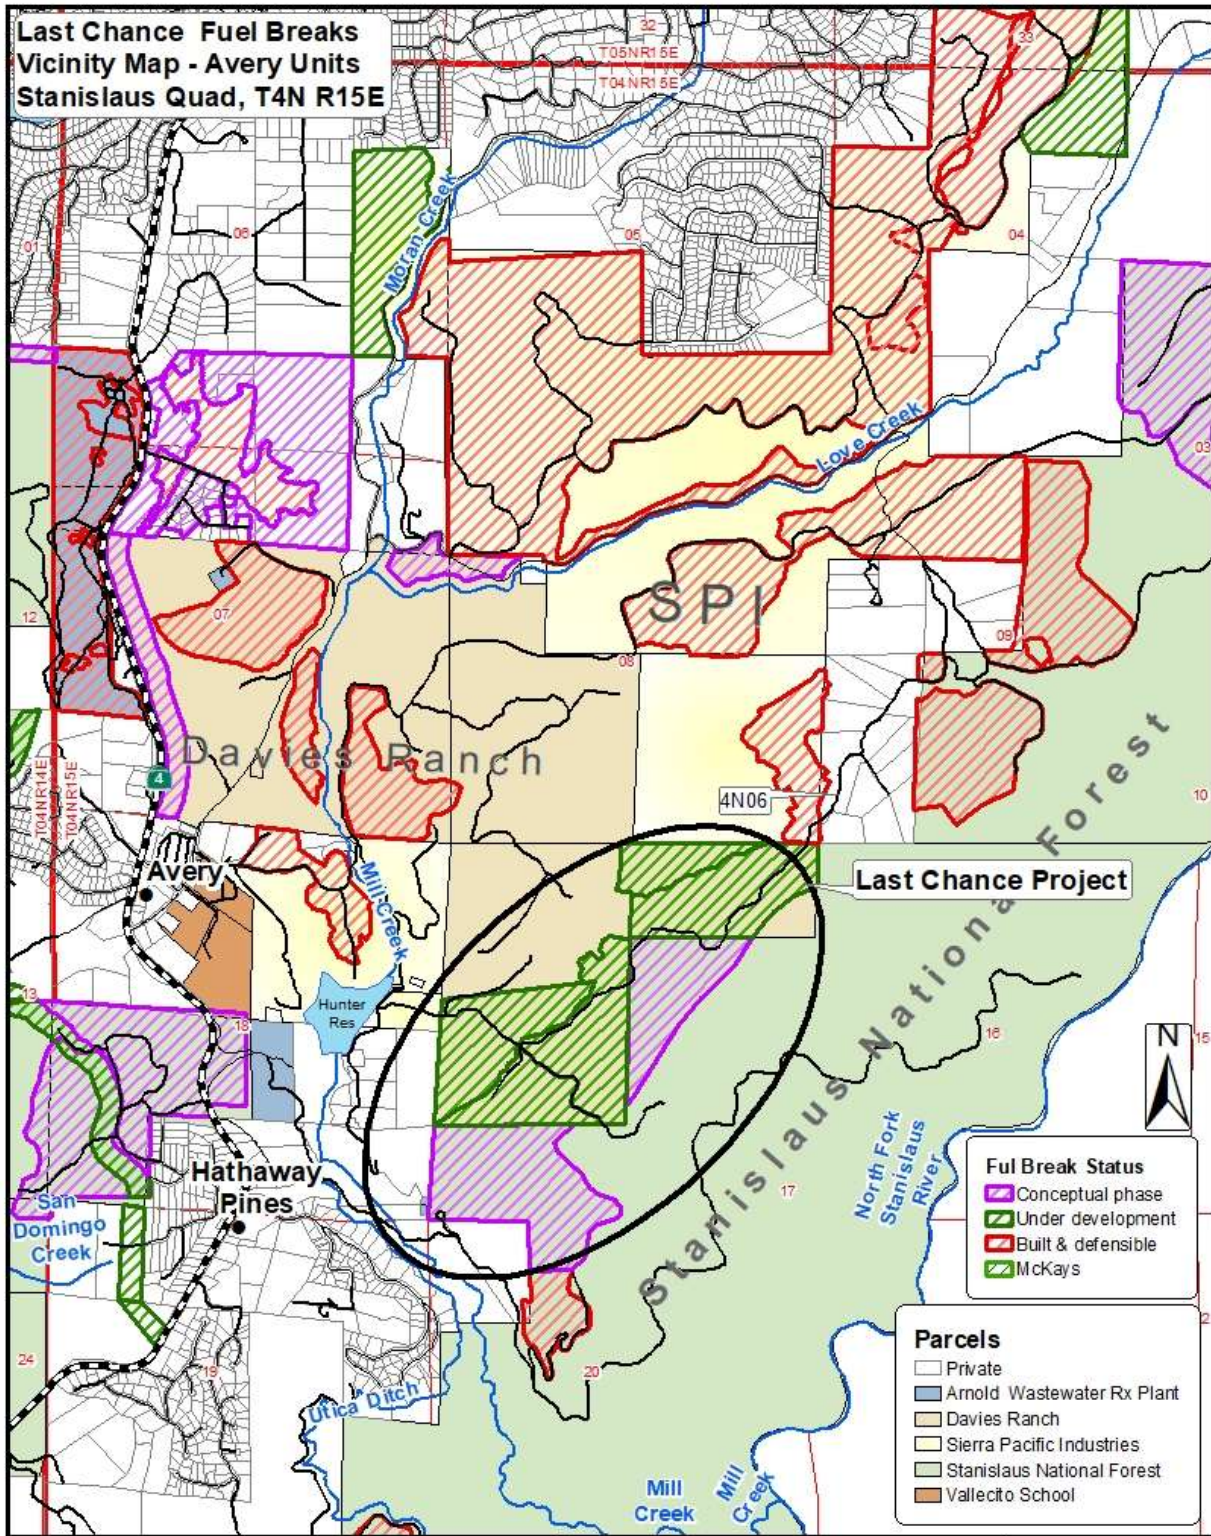 Last Chance Fuel Breaks
Vicinity Map - Avery Units
Stanislaus Quad, T4N R15E
32
33
T05NR15E
T04NR15E
01
06
05
04
Moran Creek
Love Creek
03
12
07
SPI
09
08
Davies Ranch
4
T04NR14E
T04NR15E
4N06
10
Avery
Mill Creek
Last Chance Project
Stanislaus National Forest
13
18
Hunter
Res
16
15
N
17
North Fork
Stanislaus
River
Hathaway
Pines
San
Domingo
Creek
24
19
20
2
Utica Ditch
Mill
Creek
Mill
Creek
Ful Break Status
Conceptual phase
Under development
Built & defensible
McKays
Parcels
Private
Arnold Wastewater Rx Plant
Davies Ranch
Sierra Pacific Industries
Stanislaus National Forest
Vallecito School